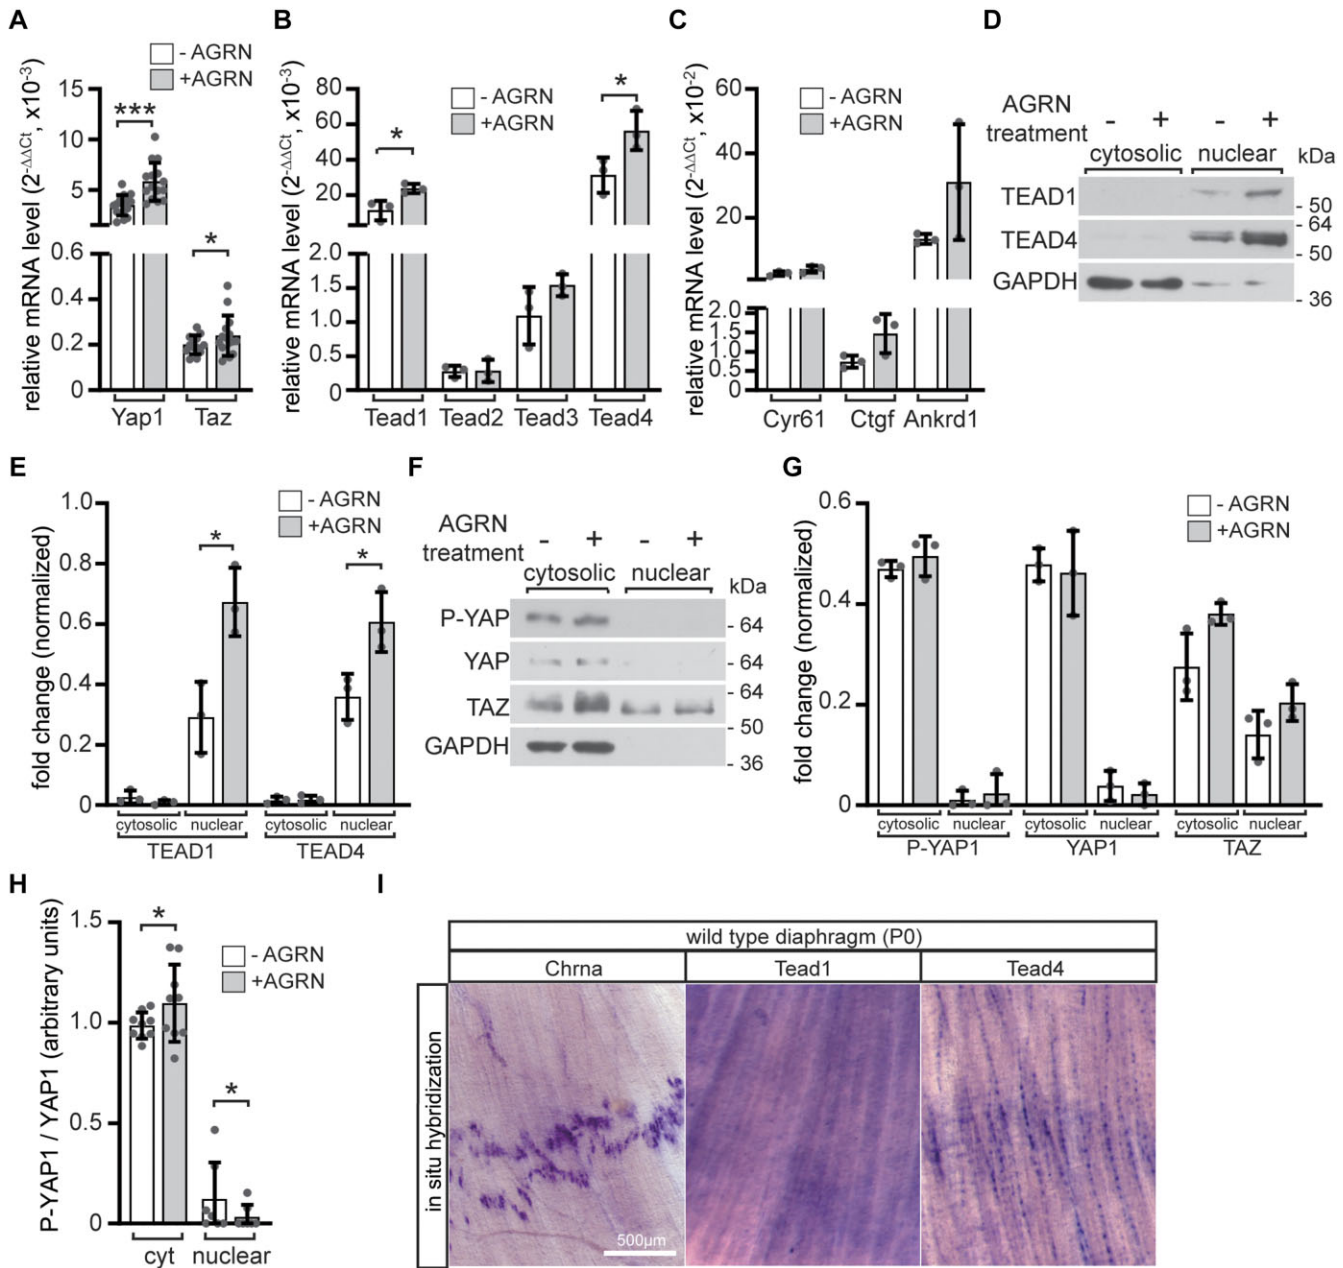 A
- AGRN
+AGRN
relative mRNA level (2-ΔΔCt, x10-3)
15
10
5
0.6
0.4
0.2
0
***
*
Yap1 Taz
B
- AGRN
+AGRN
relative mRNA level (2-ΔΔCt, x10-3)
80
60
40
20
2.0
1.5
1.0
0.5
0
*
*
Tead1 Tead2 Tead3 Tead4
C
- AGRN
+AGRN
relative mRNA level (2-ΔΔCt, x10-2)
60
40
20
2.0
1.5
1.0
0.5
0
Cyr61 Ctgf Ankrd1
D
AGRN
treatment - + - +
cytosolic nuclear kDa
TEAD1
- 50
- 64
TEAD4
- 50
GAPDH
- 36
E
- AGRN
+AGRN
fold change (normalized)
1.0
0.8
0.6
0.4
0.2
0
*
*
cytosolic nuclear cytosolic nuclear
TEAD1 TEAD4
F
AGRN
treatment - + - +
cytosolic nuclear
kDa
P-YAP - 64
YAP - 64
- 64
TAZ
- 50
GAPDH
- 36
G
- AGRN
+AGRN
fold change (normalized)
0.6
0.4
0.2
0
cytosolic nuclear cytosolic nuclear cytosolic nuclear
P-YAP1 YAP1 TAZ
H
- AGRN
+AGRN
P-YAP1 / YAP1 (arbitrary units)
1.5
1.0
0.5
0
*
*
cyt nuclear
I
wild type diaphragm (P0)
Chrna Tead1 Tead4
in situ hybridization
500µm